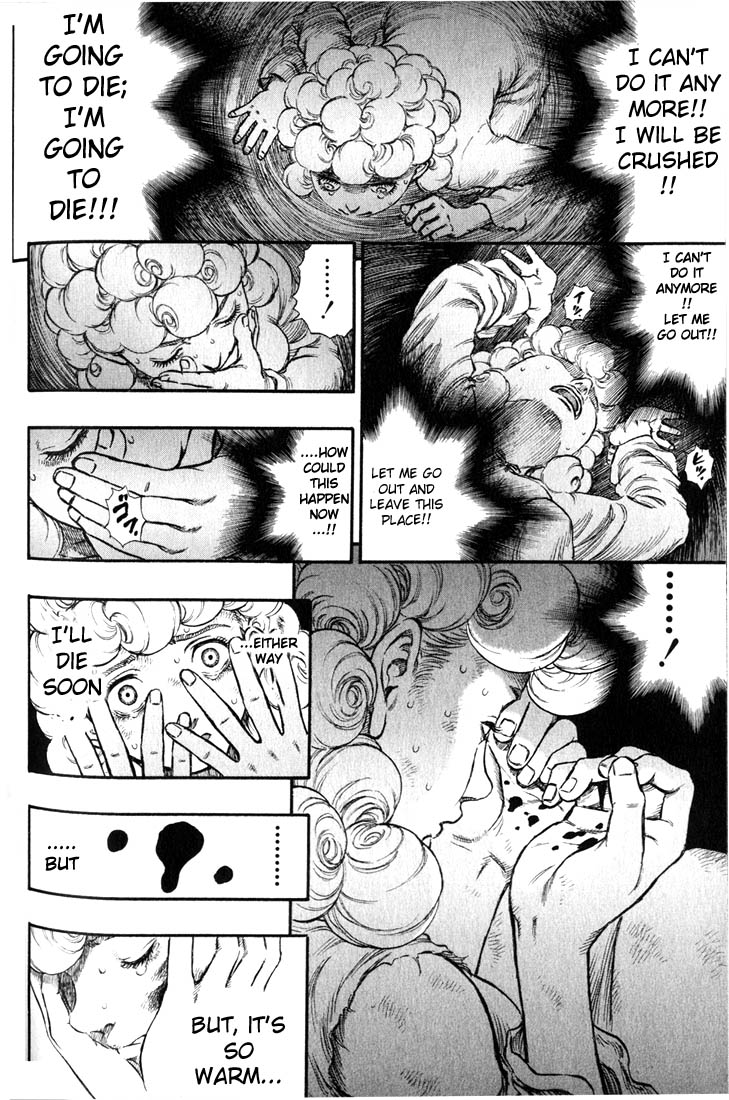 I CAN'T
DO IT ANY
MORE!!
I WILL BE
CRUSHED
!!
I'M
GOING
TO DIE;
I'M
GOING
TO
DIE!!!
I CAN'T
DO IT
ANYMORE
!!
LET ME
GO OUT!!
LET ME GO
OUT AND
LEAVE THIS
PLACE!!
......!
....HOW
COULD
THIS
HAPPEN
NOW
...!!
......!
...EITHER
WAY
I'LL
DIE
SOON
......
.....
BUT
BUT, IT'S
SO
WARM...